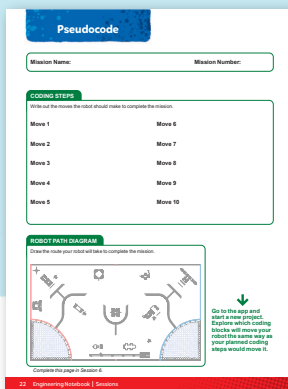 Pseudocode
Mission Name:
Mission Number:
CODING STEPS
Write out the moves the robot should make to complete the mission.
Move 1
Move 2
Move 3
Move 4
Move 5
Move 6
Move 7
Move 8
Move 9
Move 10
ROBOT PATH DIAGRAM
Draw the route your robot will take to complete the mission.
Go to the app and
start a new project.
Explore which coding
blocks will move your
robot the same way as
your planned coding
steps would move it.
Complete this page in Session 6.
22 Engineering Notebook | Sessions